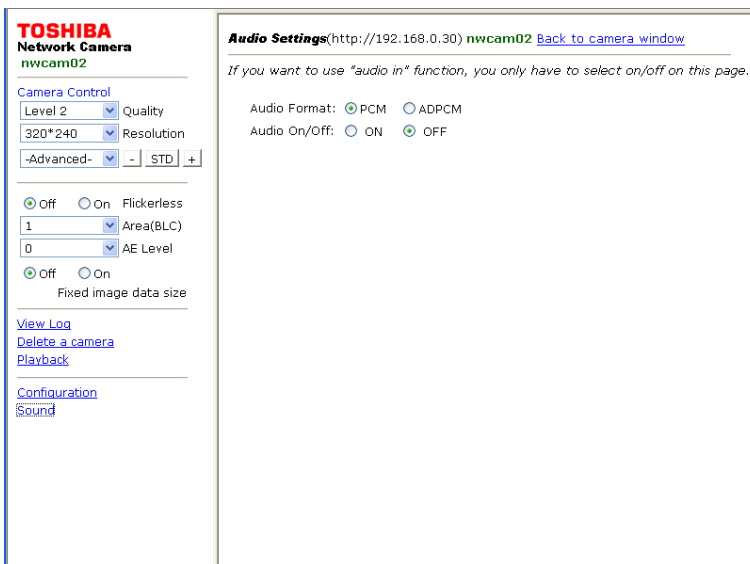 TOSHIBA
Network Camera
nwcam02
Camera Control
Level 2 Quality
320*240 Resolution
-Advanced- - STD +
Off On Flickerless
1 Area(BLC)
0 AE Level
Off On
Fixed image data size
View Log
Delete a camera
Playback
Configuration
Sound
Audio Settings(http://192.168.0.30) nwcam02 Back to camera window
If you want to use "audio in" function, you only have to select on/off on this page.
Audio Format: PCM ADPCM
Audio On/Off: ON OFF